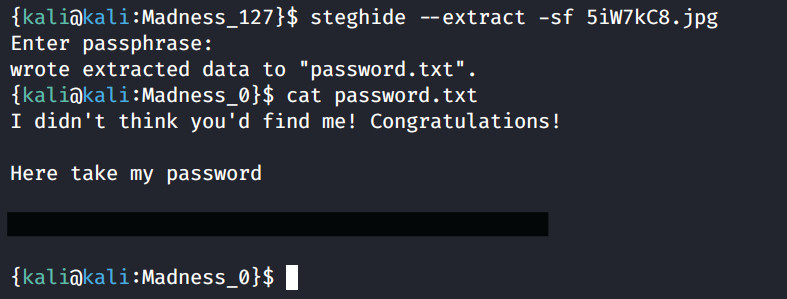 {kali@kali:Madness_127}$ steghide --extract -sf 5iW7kC8.jpg
Enter passphrase:
wrote extracted data to "password.txt".
{kali@kali:Madness_0}$ cat password.txt
I didn't think you'd find me! Congratulations!
Here take my password
{kali@kali:Madness_0}$